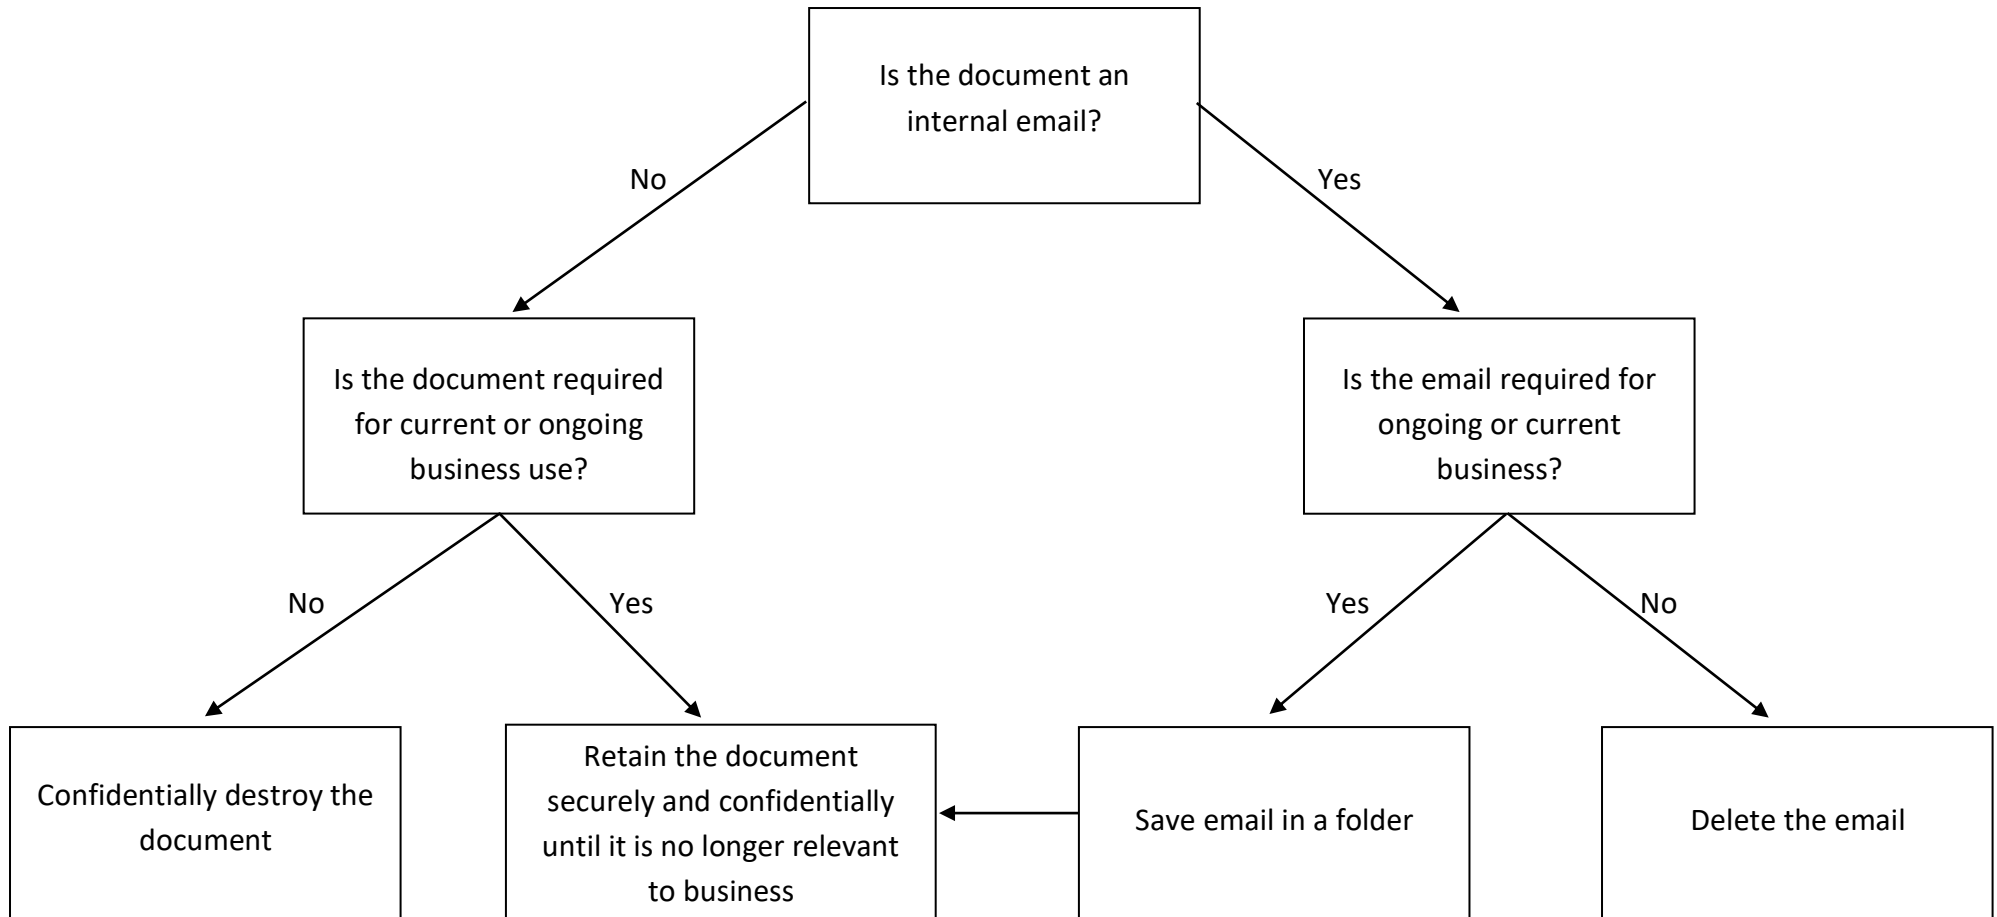 Is the document an
internal email?
No
Yes
Is the document required
for current or ongoing
business use?
Is the email required for
ongoing or current
business?
No
Yes
Yes
No
Confidentially destroy the
document
Retain the document
securely and confidentially
until it is no longer relevant
to business
Save email in a folder
Delete the email